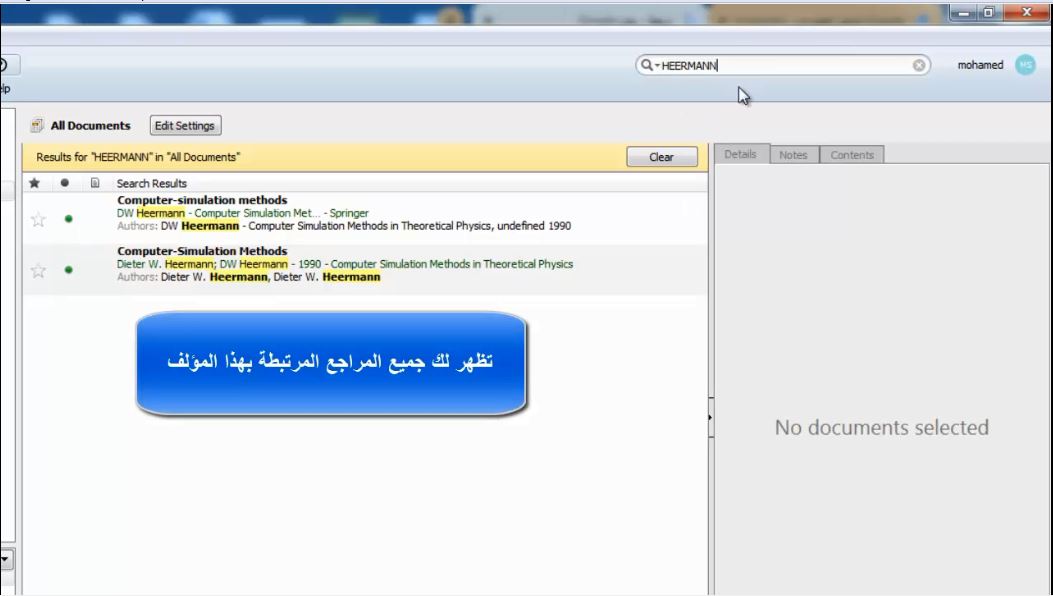 HEERMANN
mohamed
MS
All Documents
Edit Settings
Results for "HEERMANN" in "All Documents"
Clear
Details
Notes
Contents
Search Results
Computer-simulation methods
DW Heermann - Computer Simulation Met... - Springer
Authors: DW Heermann - Computer Simulation Methods in Theoretical Physics, undefined 1990
Computer-Simulation Methods
Dieter W. Heermann; DW Heermann - 1990 - Computer Simulation Methods in Theoretical Physics
Authors: Dieter W. Heermann, Dieter W. Heermann
تظهر لك جميع المراجع المرتبطة بهذا المؤلف
No documents selected